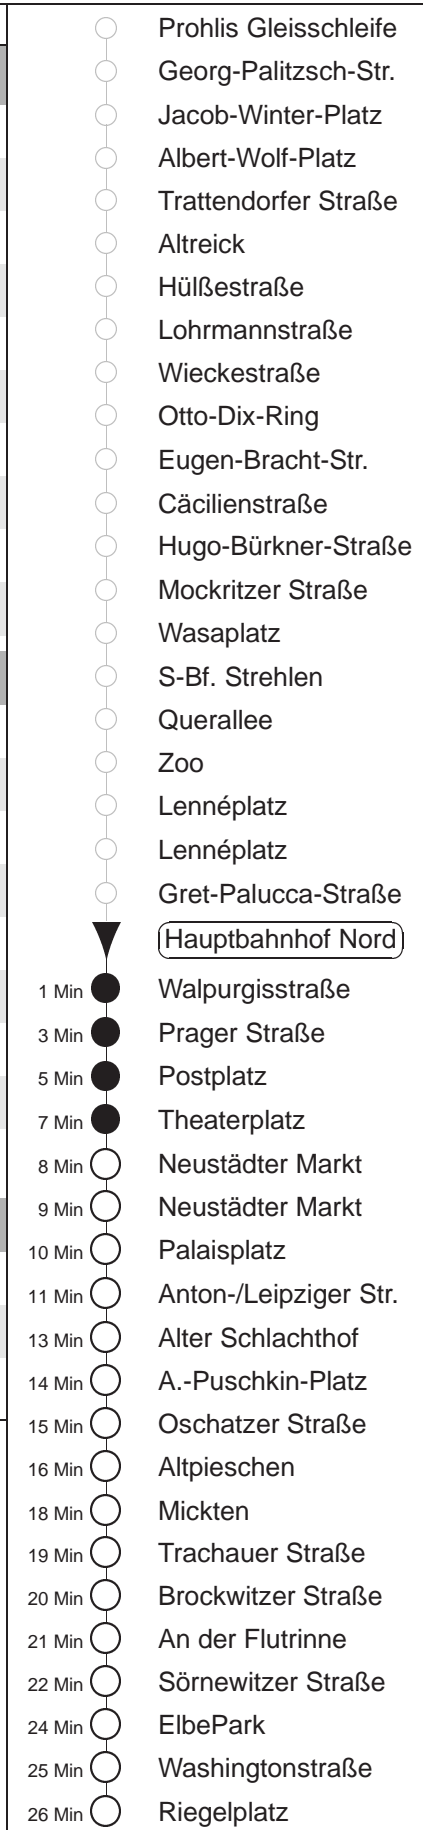 Prohlis Gleisschleife
Georg-Palitzsch-Str.
Jacob-Winter-Platz
Albert-Wolf-Platz
Trattendorfer Straße
Altreick
Hülßestraße
Lohrmannstraße
Wieckestraße
Otto-Dix-Ring
Eugen-Bracht-Str.
Cäcilienstraße
Hugo-Bürkner-Straße
Mockritzer Straße
Wasaplatz
S-Bf. Strehlen
Querallee
Zoo
Lennéplatz
Lennéplatz
Gret-Palucca-Straße
Hauptbahnhof Nord
1 Min Walpurgisstraße
3 Min Prager Straße
5 Min Postplatz
7 Min Theaterplatz
8 Min Neustädter Markt
9 Min Neustädter Markt
10 Min Palaisplatz
11 Min Anton-/Leipziger Str.
13 Min Alter Schlachthof
14 Min A.-Puschkin-Platz
15 Min Oschatzer Straße
16 Min Altpieschen
18 Min Mickten
19 Min Trachauer Straße
20 Min Brockwitzer Straße
21 Min An der Flutrinne
22 Min Sörnewitzer Straße
24 Min ElbePark
25 Min Washingtonstraße
26 Min Riegelplatz